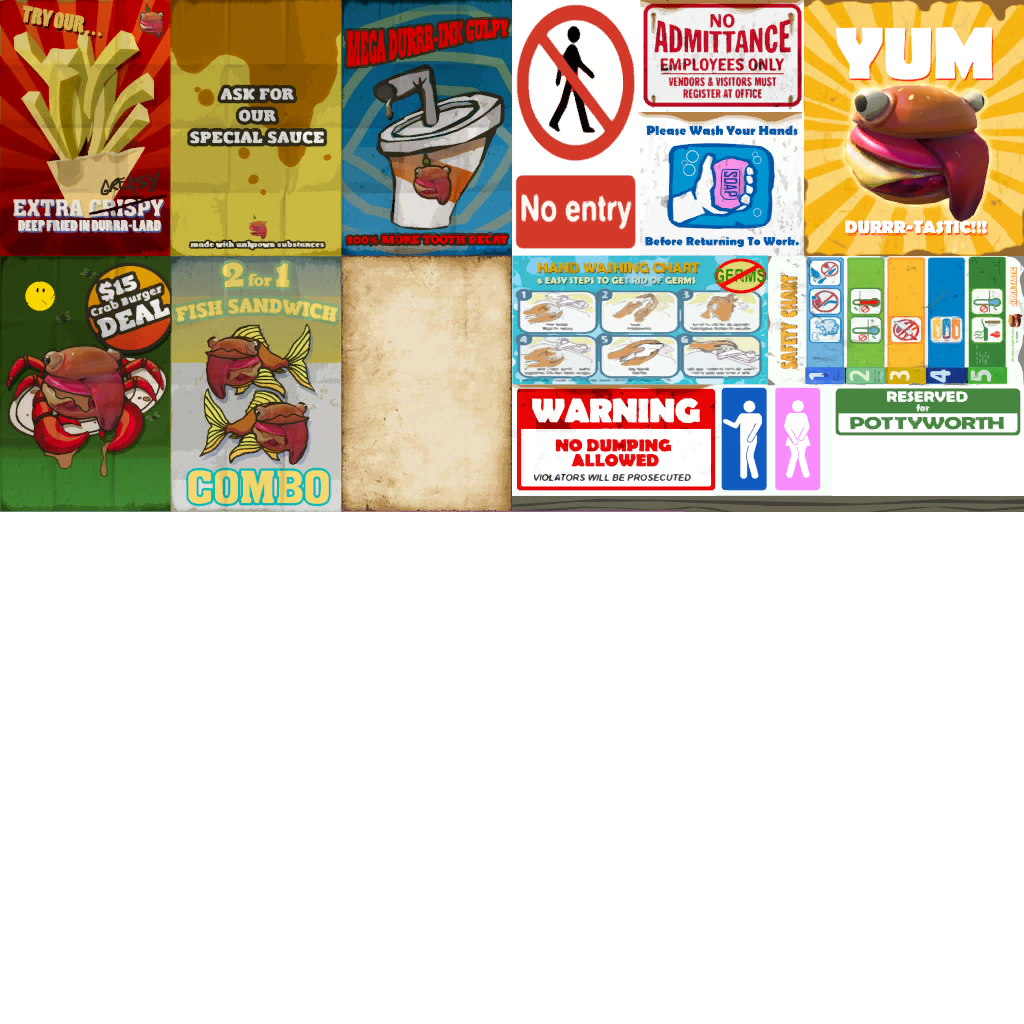 TRY OUR...
GREASY
EXTRA CRISPY
DEEP FRIED IN DURRR-LARD
ASK FOR
OUR
SPECIAL SAUCE
made with unknown substances
MEGA DURRR-INK GULPY
100% MORE TOOTH DECAY
No entry
NO
ADMITTANCE
EMPLOYEES ONLY
VENDORS & VISITORS MUST
REGISTER AT OFFICE
Please Wash Your Hands
SOAP
Before Returning To Work.
YUM
DURRR-TASTIC!!!
$15
Crab Burger
DEAL
2 for 1
FISH SANDWICH
COMBO
HAND WASHING CHART
6 EASY STEPS TO GET RID OF GERMS
GERMS
1
2
3
4
5
6
SAFETY CHART
1
2
3
4
5
WARNING
NO DUMPING
ALLOWED
VIOLATORS WILL BE PROSECUTED
RESERVED
for
POTTYWORTH